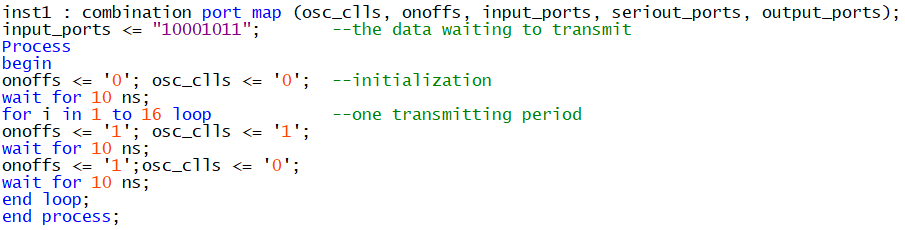 inst1 : combination port map (osc_clls, onoffs, input_ports, seriout_ports, output_ports);
input_ports <= "10001011"; --the data waiting to transmit
Process
begin
onoffs <= '0'; osc_clls <= '0'; --initialization
wait for 10 ns;
for i in 1 to 16 loop --one transmitting period
onoffs <= '1'; osc_clls <= '1';
wait for 10 ns;
onoffs <= '1';osc_clls <= '0';
wait for 10 ns;
end loop;
end process;